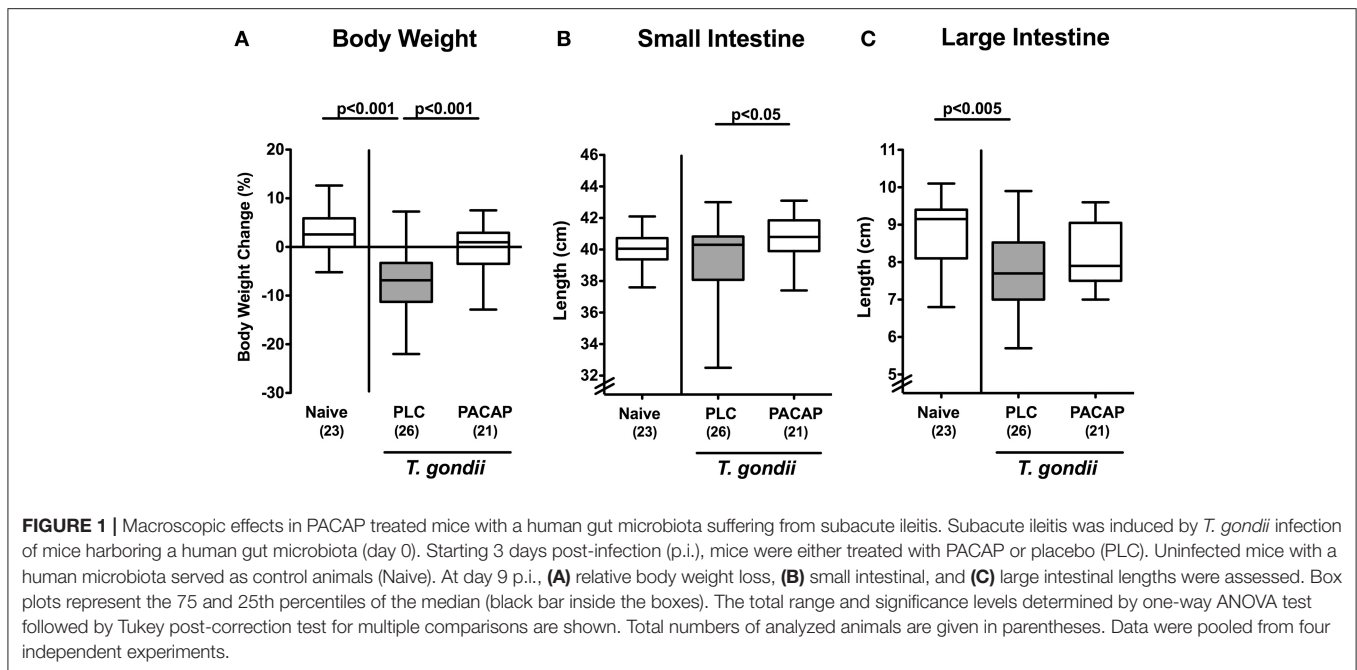 A Body Weight
B Small Intestine
C Large Intestine
p<0.001 p<0.001
p<0.05
p<0.005
Body Weight Change (%)
20
10
0
-10
-20
-30
Naive PLC PACAP
(23) (26) (21)
T. gondii
Length (cm)
46
44
42
40
38
36
34
32
Naive PLC PACAP
(23) (26) (21)
T. gondii
Length (cm)
11
10
9
8
7
6
5
Naive PLC PACAP
(23) (26) (21)
T. gondii
FIGURE 1 | Macroscopic effects in PACAP treated mice with a human gut microbiota suffering from subacute ileitis. Subacute ileitis was induced by T. gondii infection
of mice harboring a human gut microbiota (day 0). Starting 3 days post-infection (p.i.), mice were either treated with PACAP or placebo (PLC). Uninfected mice with a
human microbiota served as control animals (Naive). At day 9 p.i., (A) relative body weight loss, (B) small intestinal, and (C) large intestinal lengths were assessed. Box
plots represent the 75 and 25th percentiles of the median (black bar inside the boxes). The total range and significance levels determined by one-way ANOVA test
followed by Tukey post-correction test for multiple comparisons are shown. Total numbers of analyzed animals are given in parentheses. Data were pooled from four
independent experiments.